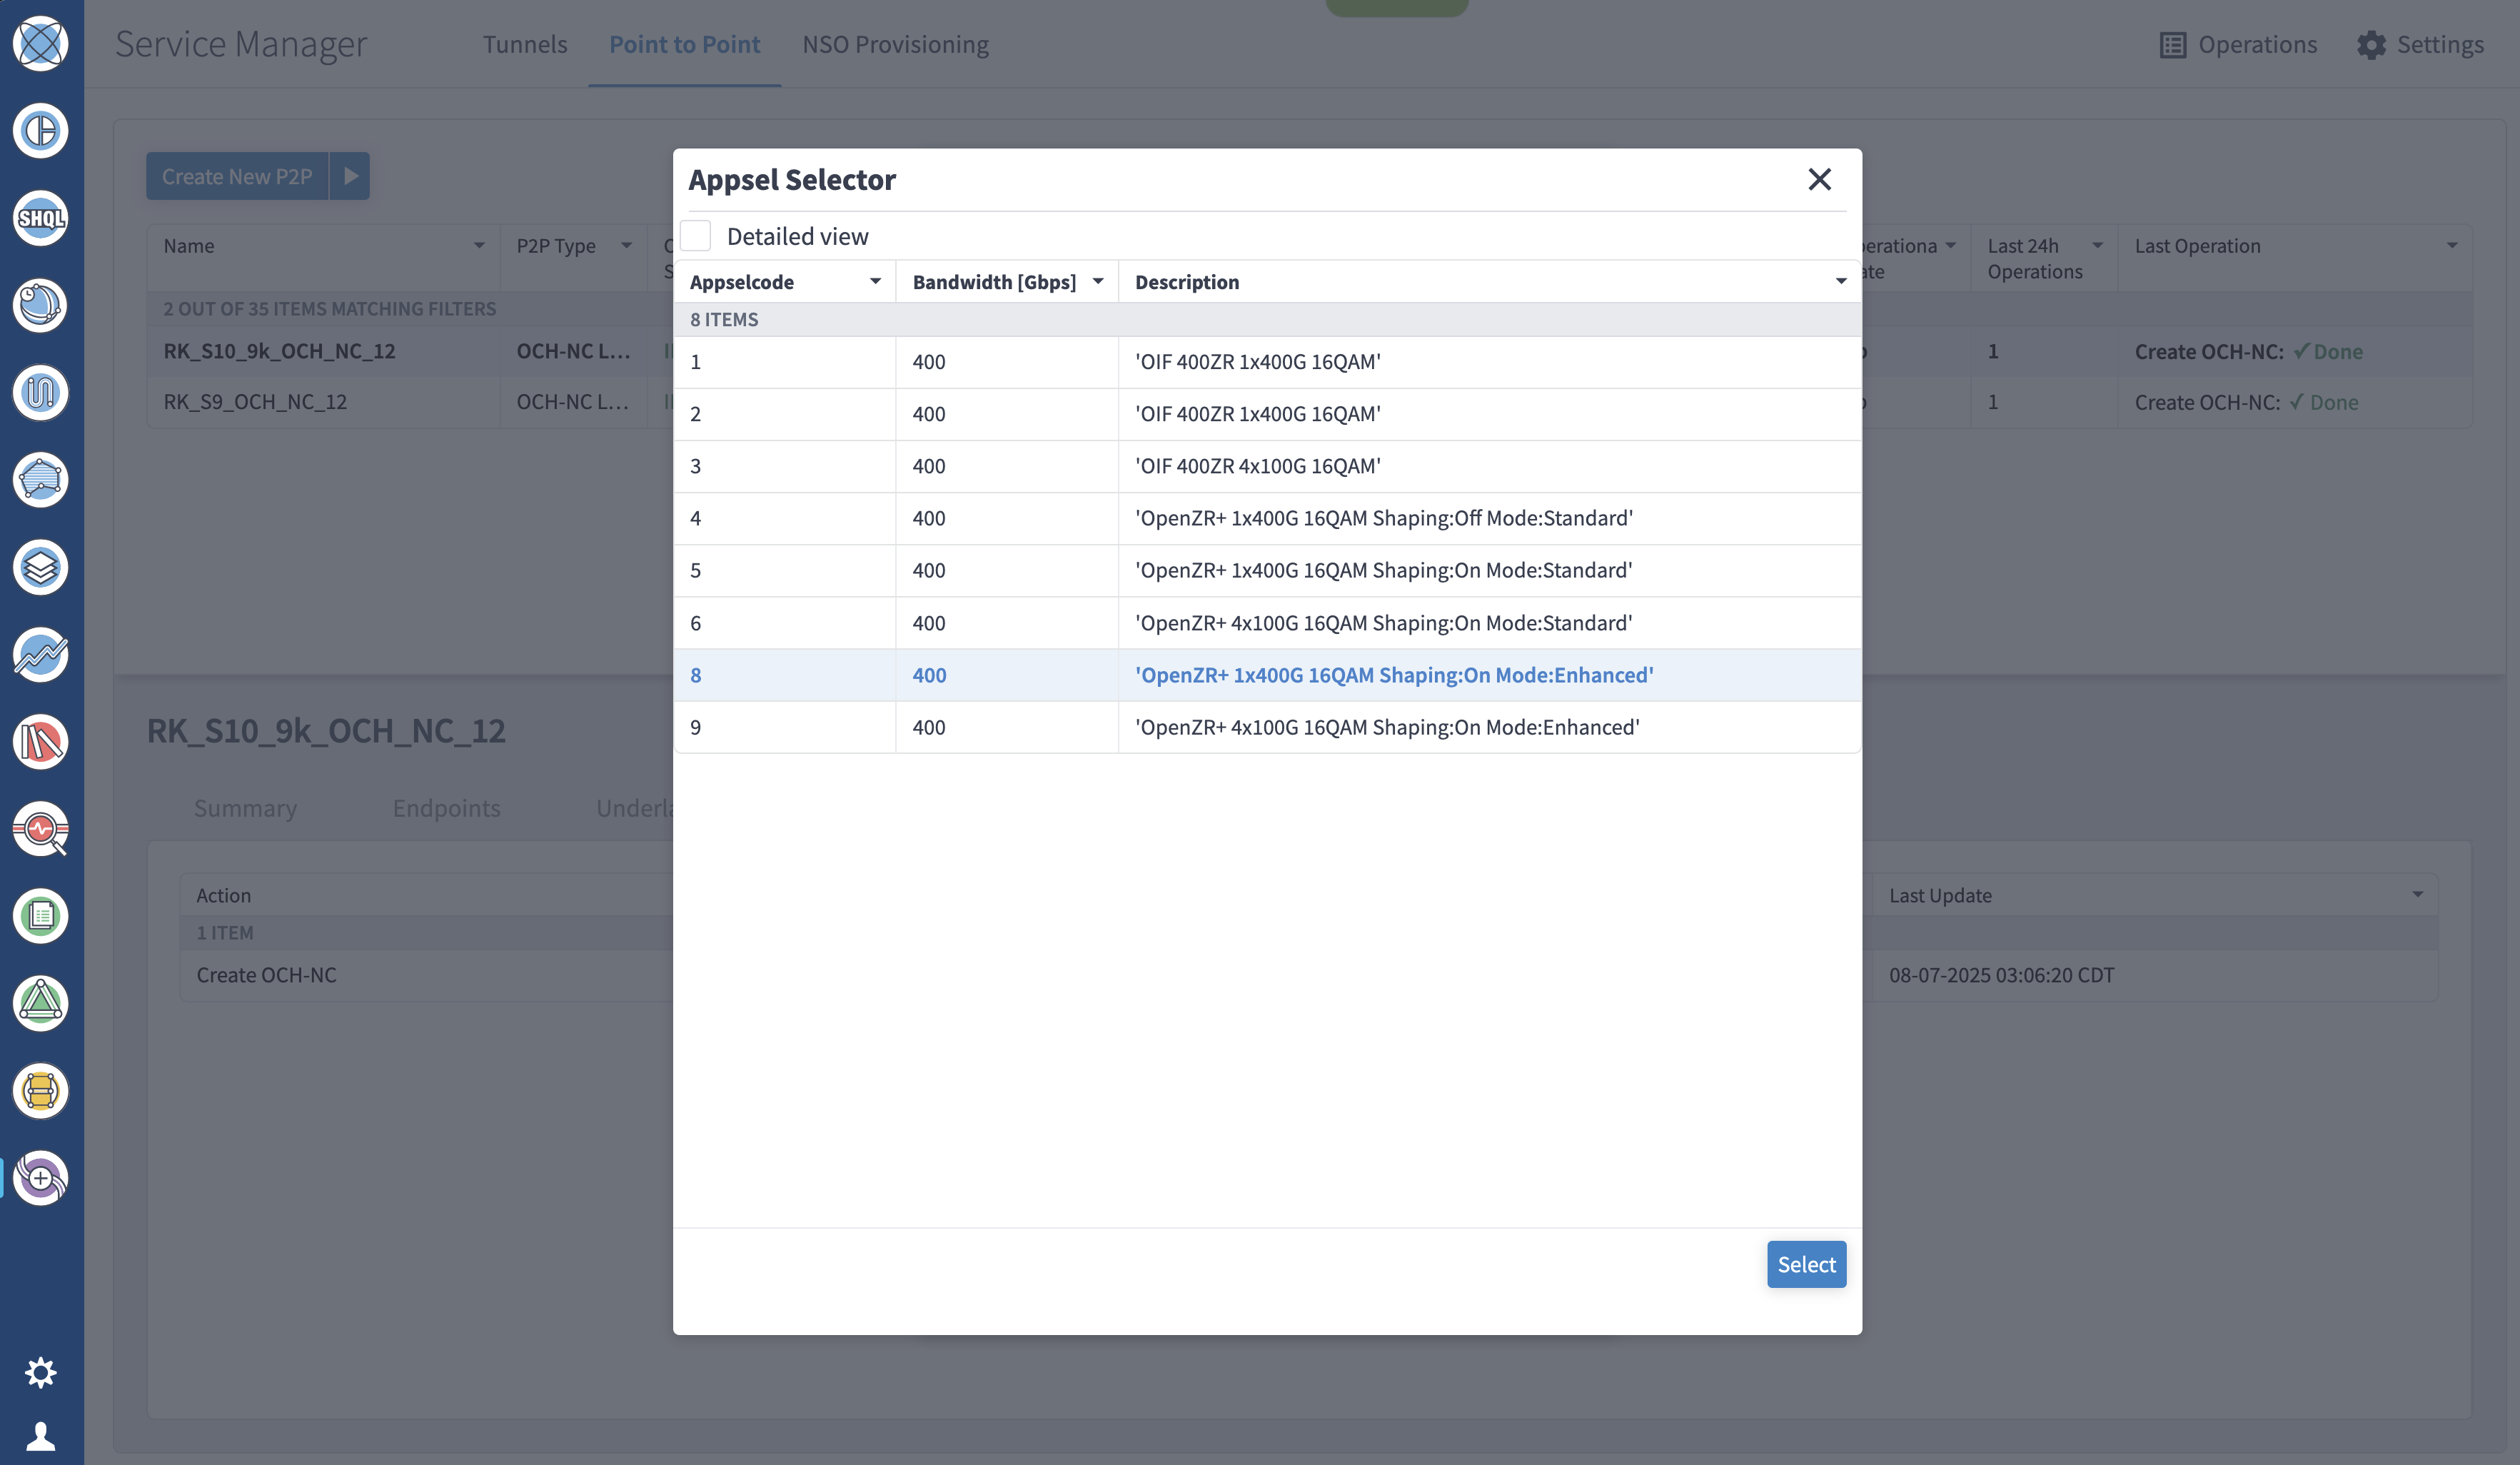 Service Manager
Tunnels
Point to Point
NSO Provisioning
Operations
Settings
SHQL
Create New P2P
Name
P2P Type
Last 24h
Operations
Last Operation
2 OUT OF 35 ITEMS MATCHING FILTERS
RK_S10_9k_OCH_NC_12
OCH-NC L...
1
Create OCH-NC: ✓ Done
RK_S9_OCH_NC_12
OCH-NC L...
1
Create OCH-NC: ✓ Done
Appsel Selector
Detailed view
Appselcode
Bandwidth [Gbps]
Description
8 ITEMS
1 400 'OIF 400ZR 1x400G 16QAM'
2 400 'OIF 400ZR 1x400G 16QAM'
3 400 'OIF 400ZR 4x100G 16QAM'
4 400 'OpenZR+ 1x400G 16QAM Shaping:Off Mode:Standard'
5 400 'OpenZR+ 1x400G 16QAM Shaping:On Mode:Standard'
6 400 'OpenZR+ 4x100G 16QAM Shaping:On Mode:Standard'
8 400 'OpenZR+ 1x400G 16QAM Shaping:On Mode:Enhanced'
9 400 'OpenZR+ 4x100G 16QAM Shaping:On Mode:Enhanced'
Select
RK_S10_9k_OCH_NC_12
Summary
Endpoints
Action
Last Update
1 ITEM
Create OCH-NC
08-07-2025 03:06:20 CDT